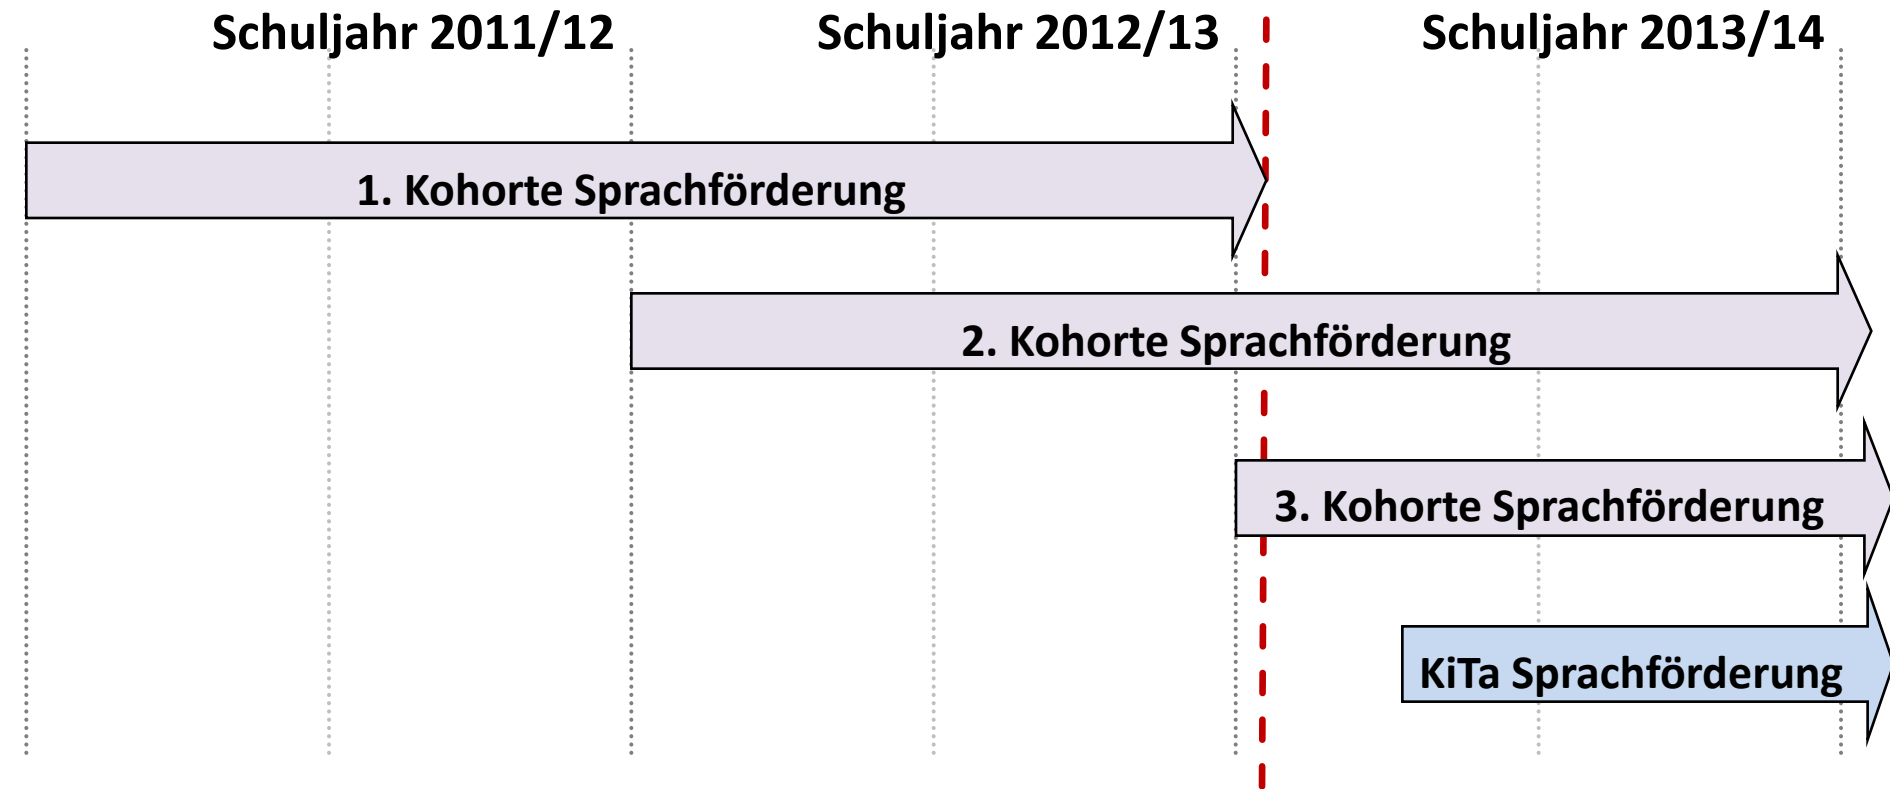 Schuljahr 2011/12
Schuljahr 2012/13
Schuljahr 2013/14
1. Kohorte Sprachförderung
2. Kohorte Sprachförderung
3. Kohorte Sprachförderung
KiTa Sprachförderung